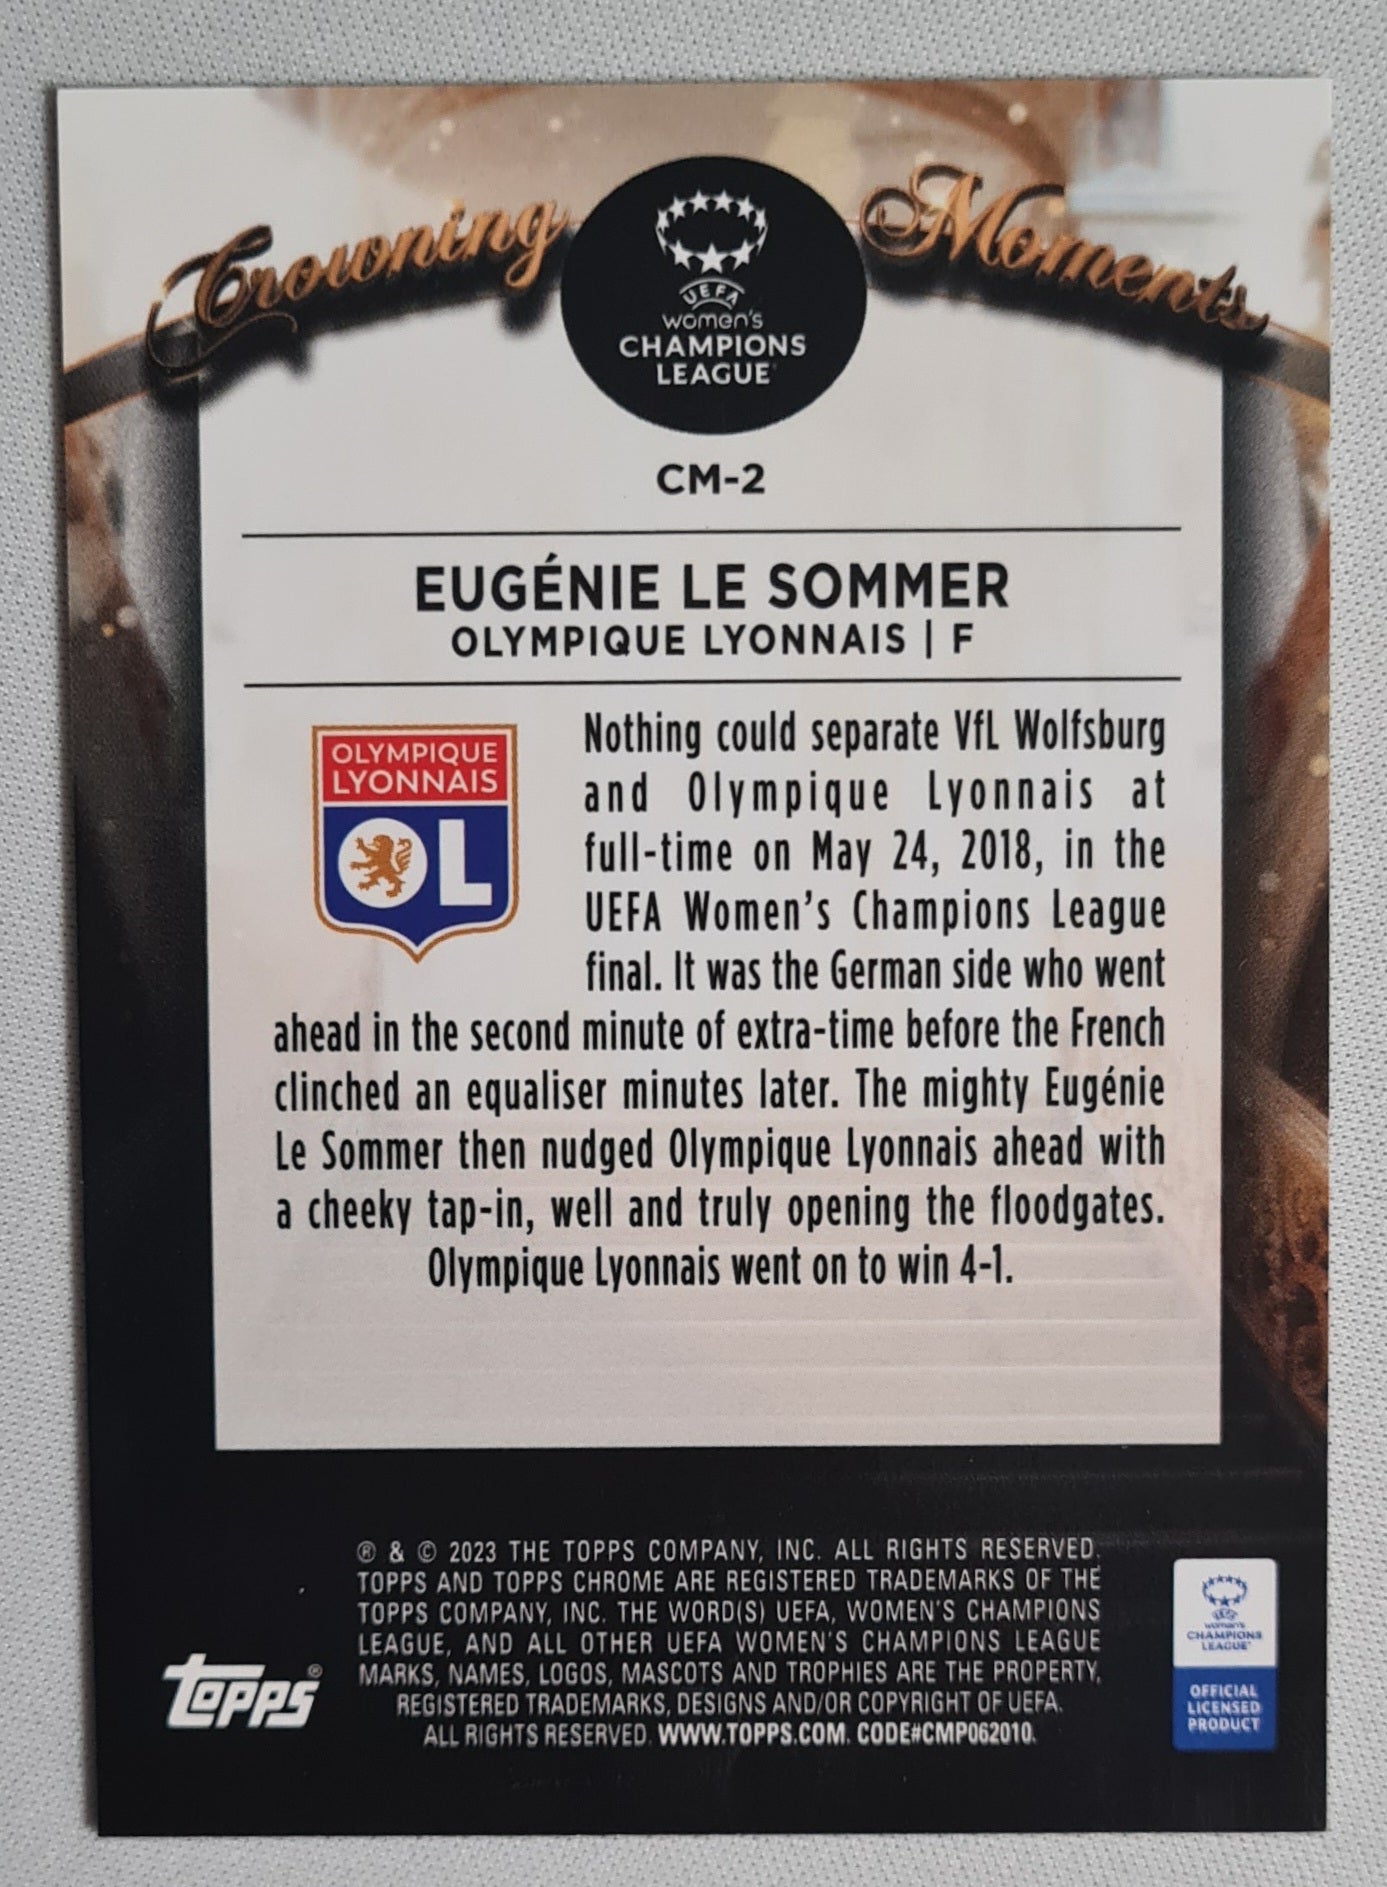 Crowning Moments
UEFA
women's
CHAMPIONS
LEAGUE
CM-2
EUGÉNIE LE SOMMER
OLYMPIQUE LYONNAIS | F
OLYMPIQUE
LYONNAIS
OL
Nothing could separate VfL Wolfsburg
and Olympique Lyonnais at
full-time on May 24, 2018, in the
UEFA Women's Champions League
final. It was the German side who went
ahead in the second minute of extra-time before the French
clinched an equaliser minutes later. The mighty Eugénie
Le Sommer then nudged Olympique Lyonnais ahead with
a cheeky tap-in, well and truly opening the floodgates.
Olympique Lyonnais went on to win 4-1.
® & © 2023 THE TOPPS COMPANY, INC. ALL RIGHTS RESERVED.
TOPPS AND TOPPS CHROME ARE REGISTERED TRADEMARKS OF THE
TOPPS COMPANY, INC. THE WORD(S) UEFA, WOMEN'S CHAMPIONS
LEAGUE, AND ALL OTHER UEFA WOMEN'S CHAMPIONS LEAGUE
MARKS, NAMES, LOGOS, MASCOTS AND TROPHIES ARE THE PROPERTY,
REGISTERED TRADEMARKS, DESIGNS AND/OR COPYRIGHT OF UEFA.
ALL RIGHTS RESERVED. WWW.TOPPS.COM. CODE#CMP062010.
Topps®
UEFA
women's
CHAMPIONS
LEAGUE
OFFICIAL
LICENSED
PRODUCT